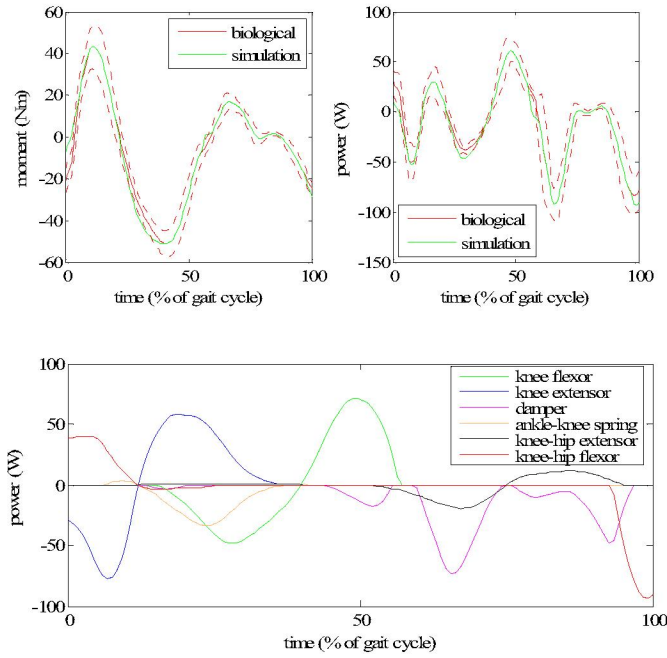 60
40
20
0
-20
-40
-60
moment (Nm)
biological
simulation
0
50
100
time (% of gait cycle)
100
50
0
-50
-100
-150
power (W)
biological
simulation
0
50
100
time (% of gait cycle)
100
50
0
-50
-100
power (W)
knee flexor
knee extensor
damper
ankle-knee spring
knee-hip extensor
knee-hip flexor
0
50
100
time (% of gait cycle)